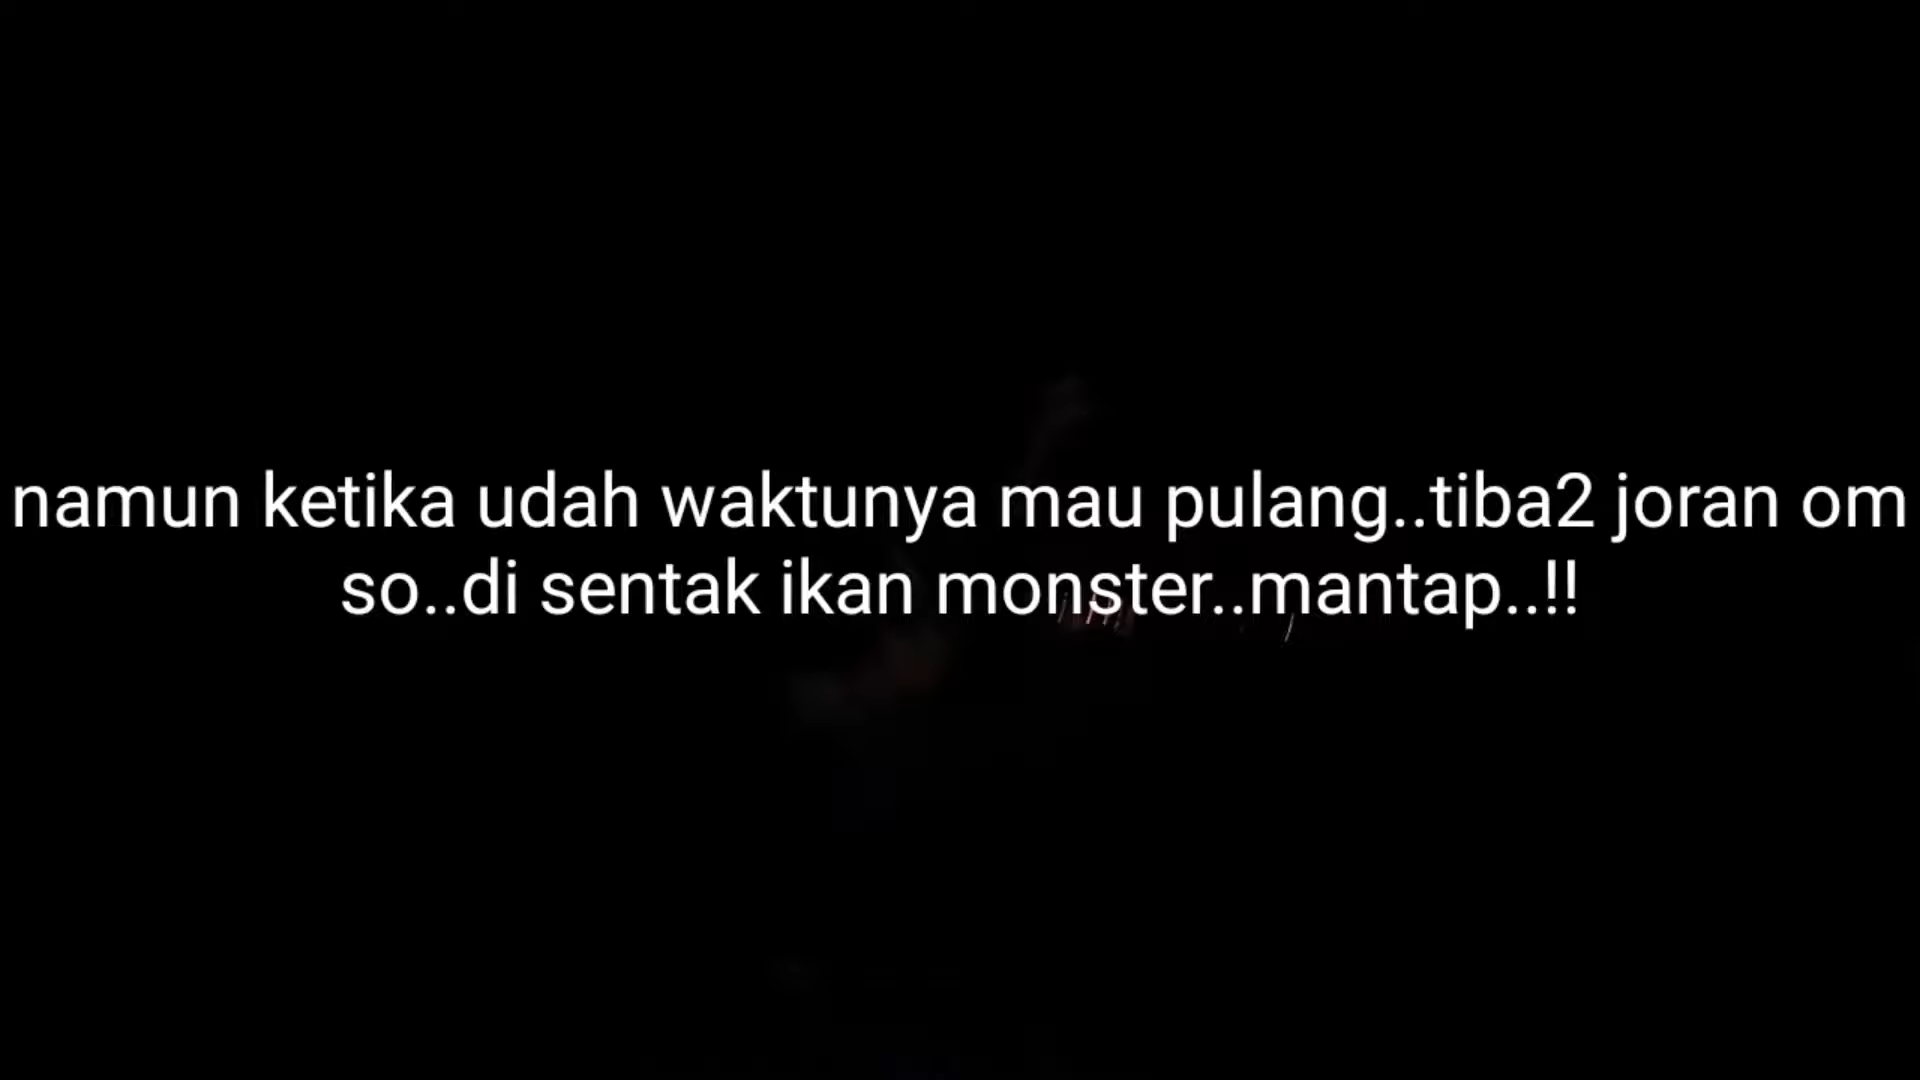 namun ketika udah waktunya mau pulang..tiba2 joran om
so..di sentak ikan monster..mantap..!!